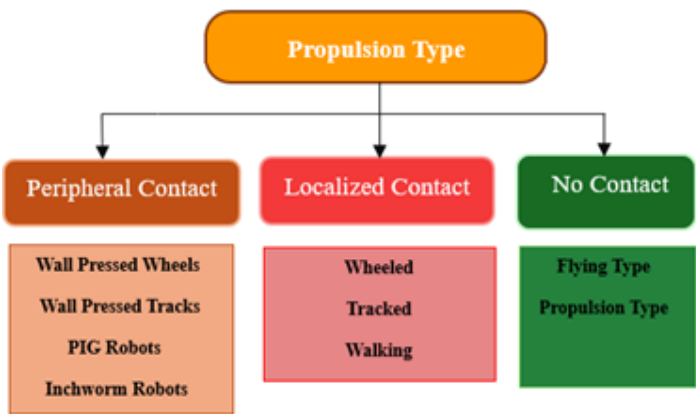 Propulsion Type
Peripheral Contact
Localized Contact
No Contact
Wall Pressed Wheels
Wall Pressed Tracks
PIG Robots
Inchworm Robots
Wheeled
Tracked
Walking
Flying Type
Propulsion Type